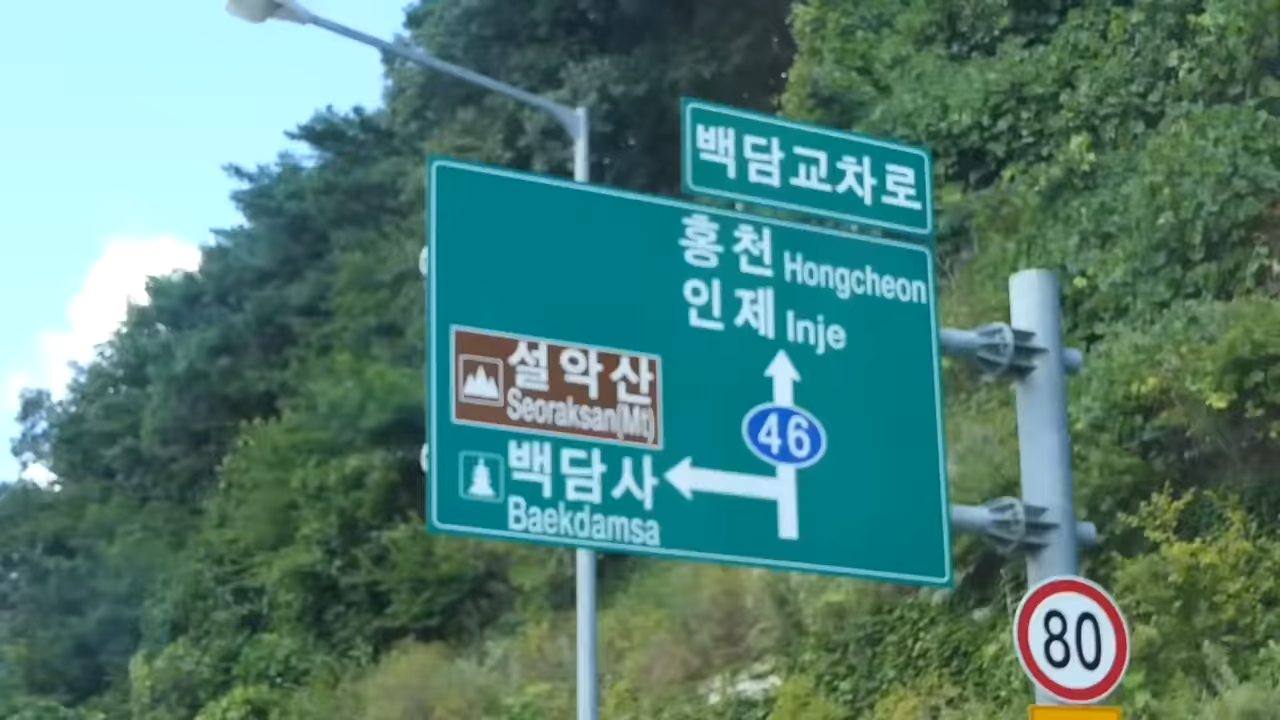 백담교차로
홍천 Hongcheon
인제 Inje
설악산
Seoraksan(Mt)
46
백담사
Baekdamsa
80